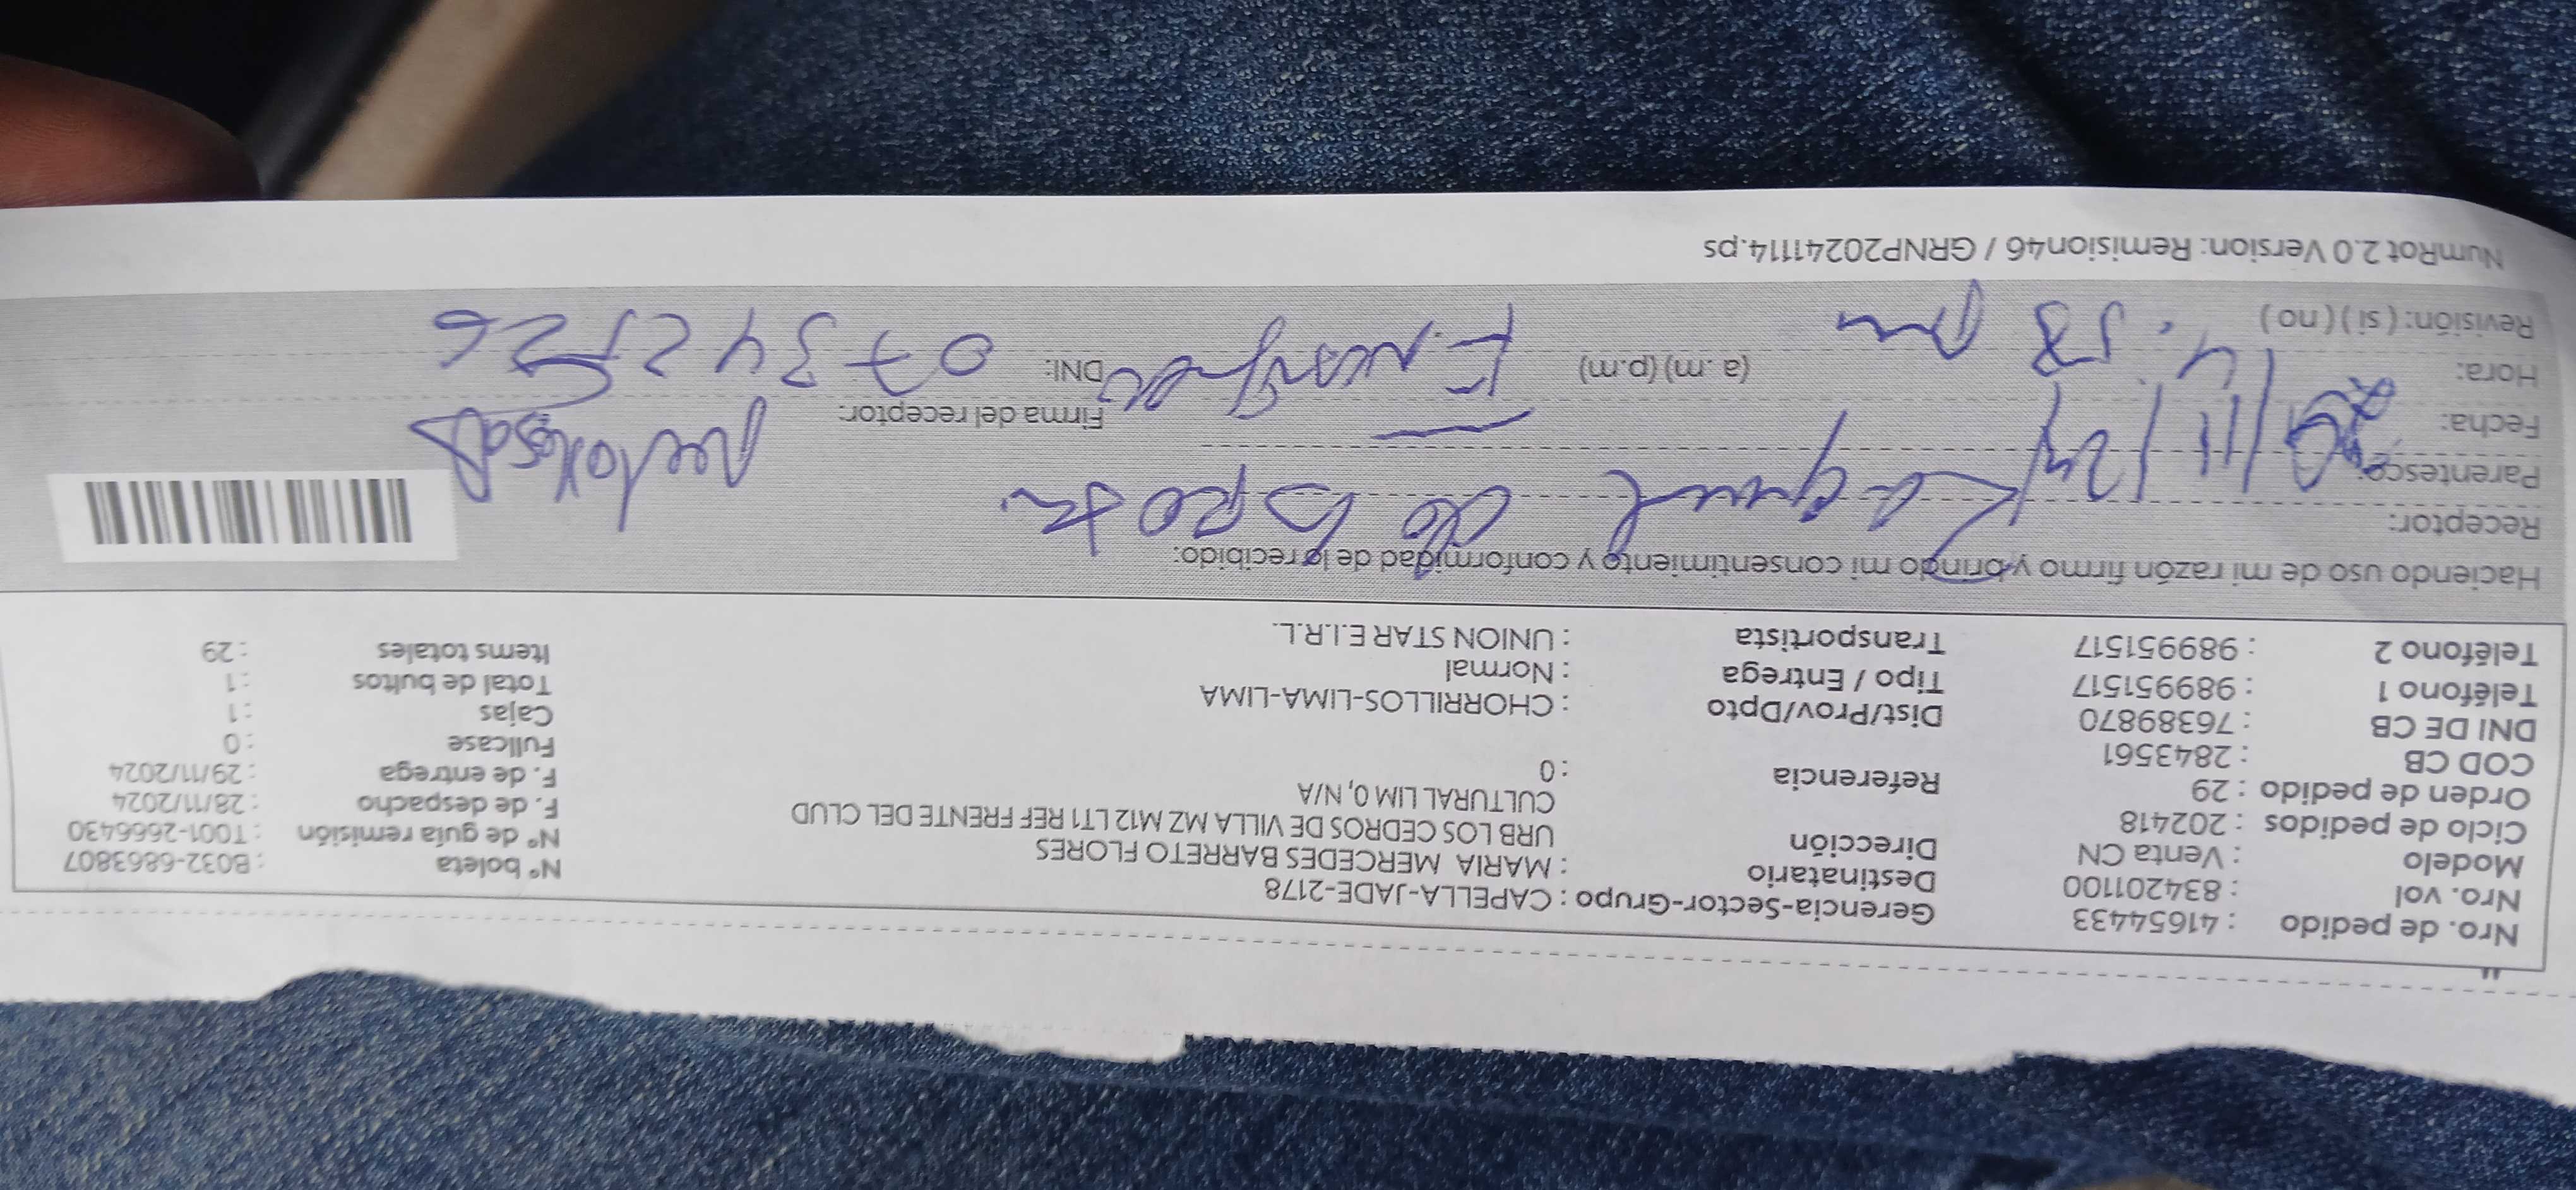 Nro. de pedido : 41654433
Nro. vol : 834201100
Modelo : Venta CN
Ciclo de pedidos : 202418
Orden de pedido : 29
COD CB : 2843561
DNI DE CB : 76389870
Teléfono 1 : 989951517
Teléfono 2 : 989951517
Gerencia-Sector-Grupo : CAPELLA-JADE-2178
Destinatario : MARIA MERCEDES BARRETO FLORES
Dirección URB LOS CEDROS DE VILLA MZ M12 LT1 REF FRENTE DEL CLUD
CULTURAL LIM 0, N/A
Referencia : 0
Dist/Prov/Dpto : CHORRILLOS-LIMA-LIMA
Tipo / Entrega : Normal
Transportista : UNION STAR E.I.R.L.
N° boleta : B032-6863807
N° de guía remisión : T001-2666430
F. de despacho : 28/11/2024
F. de entrega : 29/11/2024
Fullcase : 0
Cajas : 1
Total de bultos : 1
Items totales : 29
Haciendo uso de mi razón firmo y brindo mi consentimiento y conformidad de lo recibido:
Receptor: Raquel de
Parentesco:
Fecha: /11/24
Firma del receptor:
Hora: 4:58 pm (a.m) (p.m)
DNI: 07342526
Revisión: ( si ) ( no )
NumRot 2.0 Version: Remision46 / GRNP20241114.ps